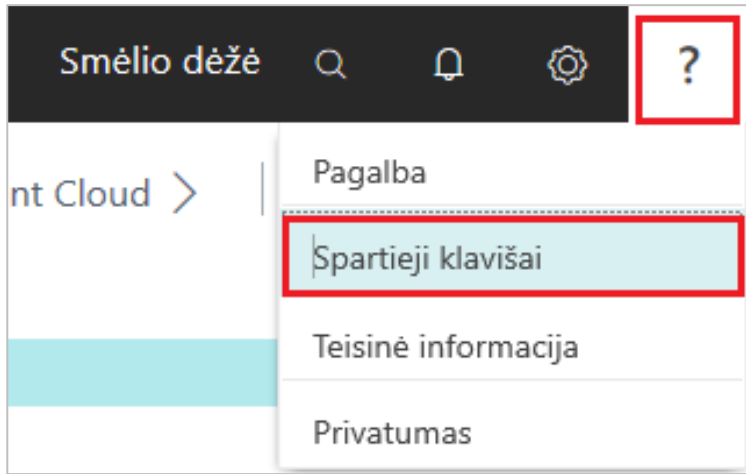 Smėlio dėžė
?
Pagalba
nt Cloud
Spartieji klavišai
Teisinė informacija
Privatumas